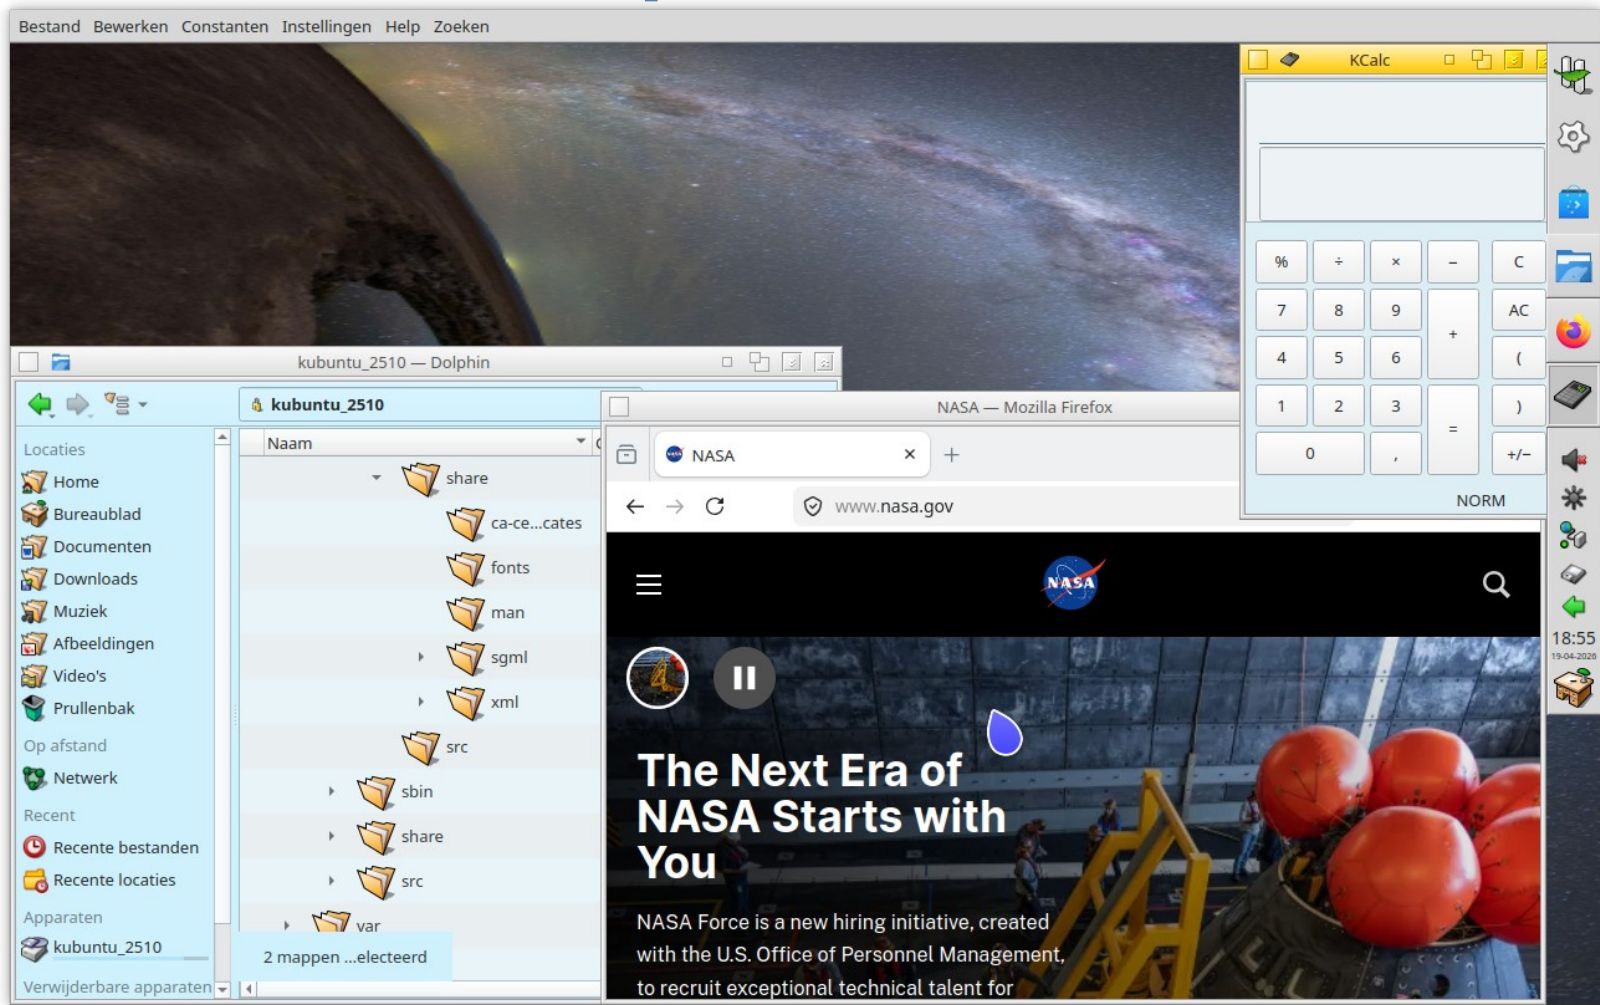 Bestand Bewerken Constanten Instellingen Help Zoeken
KCalc
% ÷ × − C
7 8 9 + AC
4 5 6 (
1 2 3 = )
0 , +/−
NORM
kubuntu_2510 — Dolphin
kubuntu_2510
Locaties
Home
Bureaublad
Documenten
Downloads
Muziek
Afbeeldingen
Video's
Prullenbak
Op afstand
Netwerk
Recent
Recente bestanden
Recente locaties
Apparaten
kubuntu_2510
Verwijderbare apparaten
Naam
share
ca-ce...cates
fonts
man
sgml
xml
src
sbin
share
src
var
2 mappen ...electeerd
NASA — Mozilla Firefox
NASA
www.nasa.gov
NASA
The Next Era of
NASA Starts with
You
NASA Force is a new hiring initiative, created
with the U.S. Office of Personnel Management,
to recruit exceptional technical talent for
18:55
19-04-2026